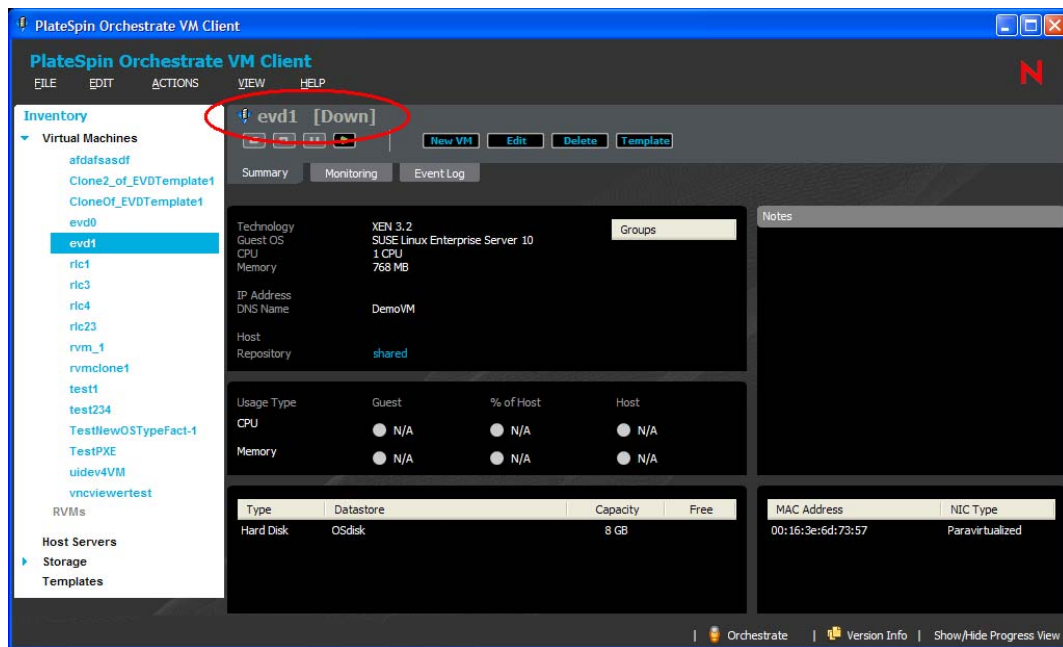 PlateSpin Orchestrate VM Client
PlateSpin Orchestrate VM Client
N
FILE EDIT ACTIONS VIEW HELP
Inventory
Virtual Machines
afdafsasdf
Clone2_of_EVDTemplate1
CloneOf_EVDTemplate1
evd0
evd1
rlc1
rlc3
rlc4
rlc23
rvm_1
rvmclone1
test1
test234
TestNewOSTypeFact-1
TestPXE
uidev4VM
vncviewertest
RVMs
Host Servers
Storage
Templates
evd1 [Down]
New VM Edit Delete Template
Summary Monitoring Event Log
Technology XEN 3.2
Guest OS SUSE Linux Enterprise Server 10
CPU 1 CPU
Memory 768 MB
IP Address
DNS Name DemoVM
Host
Repository shared
Groups
Notes
Usage Type Guest % of Host Host
CPU N/A N/A N/A
Memory N/A N/A N/A
Type Datastore Capacity Free
Hard Disk OSdisk 8 GB
MAC Address NIC Type
00:16:3e:6d:73:57 Paravirtualized
| Orchestrate | Version Info | Show/Hide Progress View